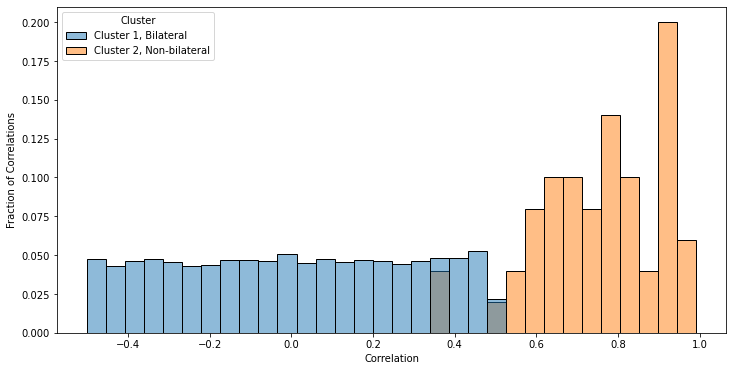 Cluster
Cluster 1, Bilateral
Cluster 2, Non-bilateral
Fraction of Correlations
0.200
0.175
0.150
0.125
0.100
0.075
0.050
0.025
0.000
−0.4 −0.2 0.0 0.2 0.4 0.6 0.8 1.0
Correlation